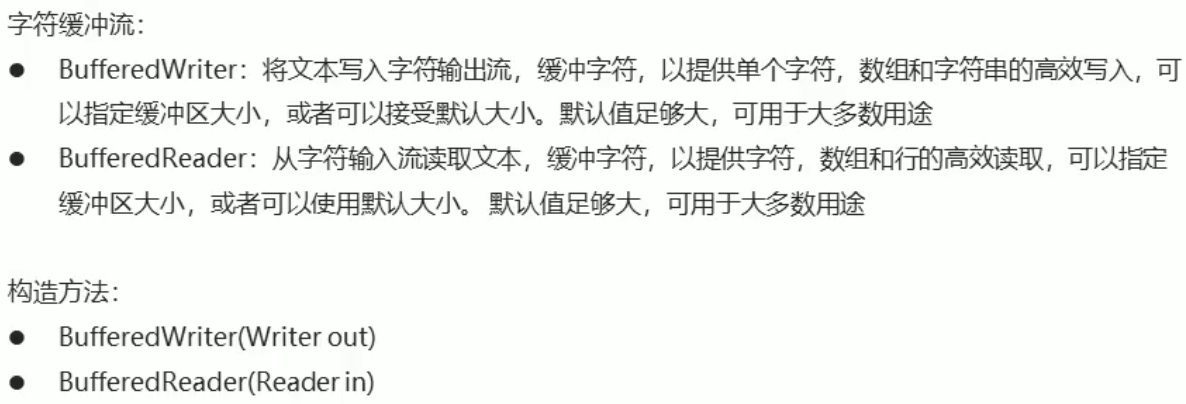 字符缓冲流：
● BufferedWriter：将文本写入字符输出流，缓冲字符，以提供单个字符，数组和字符串的高效写入，可
以指定缓冲区大小，或者可以接受默认大小。默认值足够大，可用于大多数用途
● BufferedReader：从字符输入流读取文本，缓冲字符，以提供字符，数组和行的高效读取，可以指定
缓冲区大小，或者可以使用默认大小。 默认值足够大，可用于大多数用途
构造方法：
● BufferedWriter(Writer out)
● BufferedReader(Reader in)